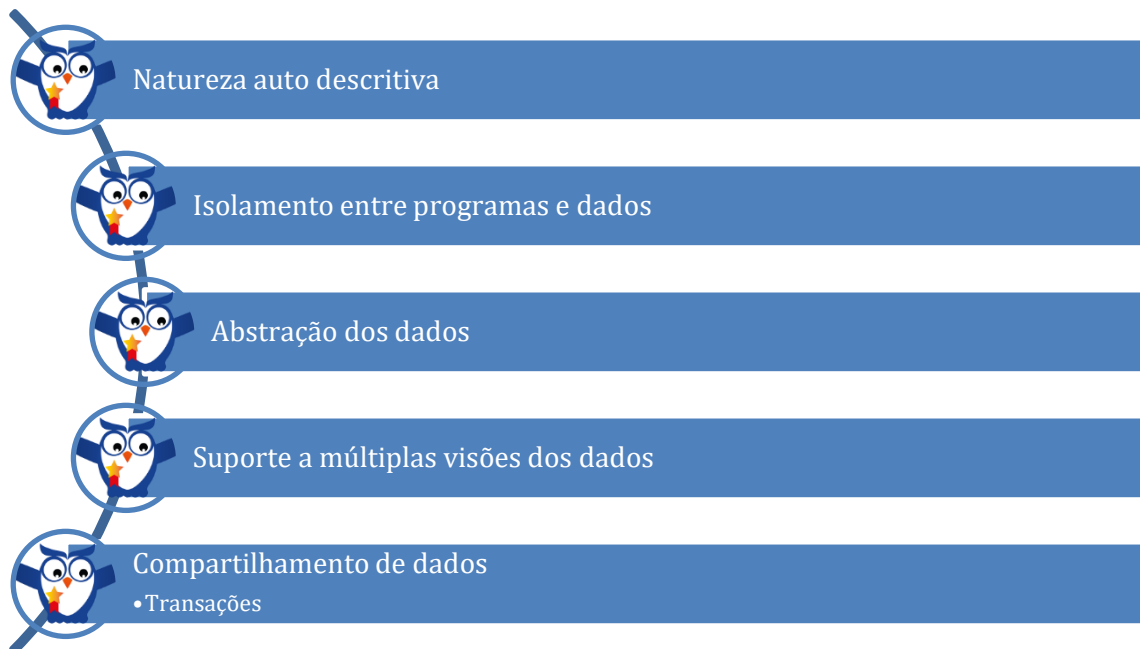 Natureza auto descritiva
Isolamento entre programas e dados
Abstração dos dados
Suporte a múltiplas visões dos dados
Compartilhamento de dados
•Transações